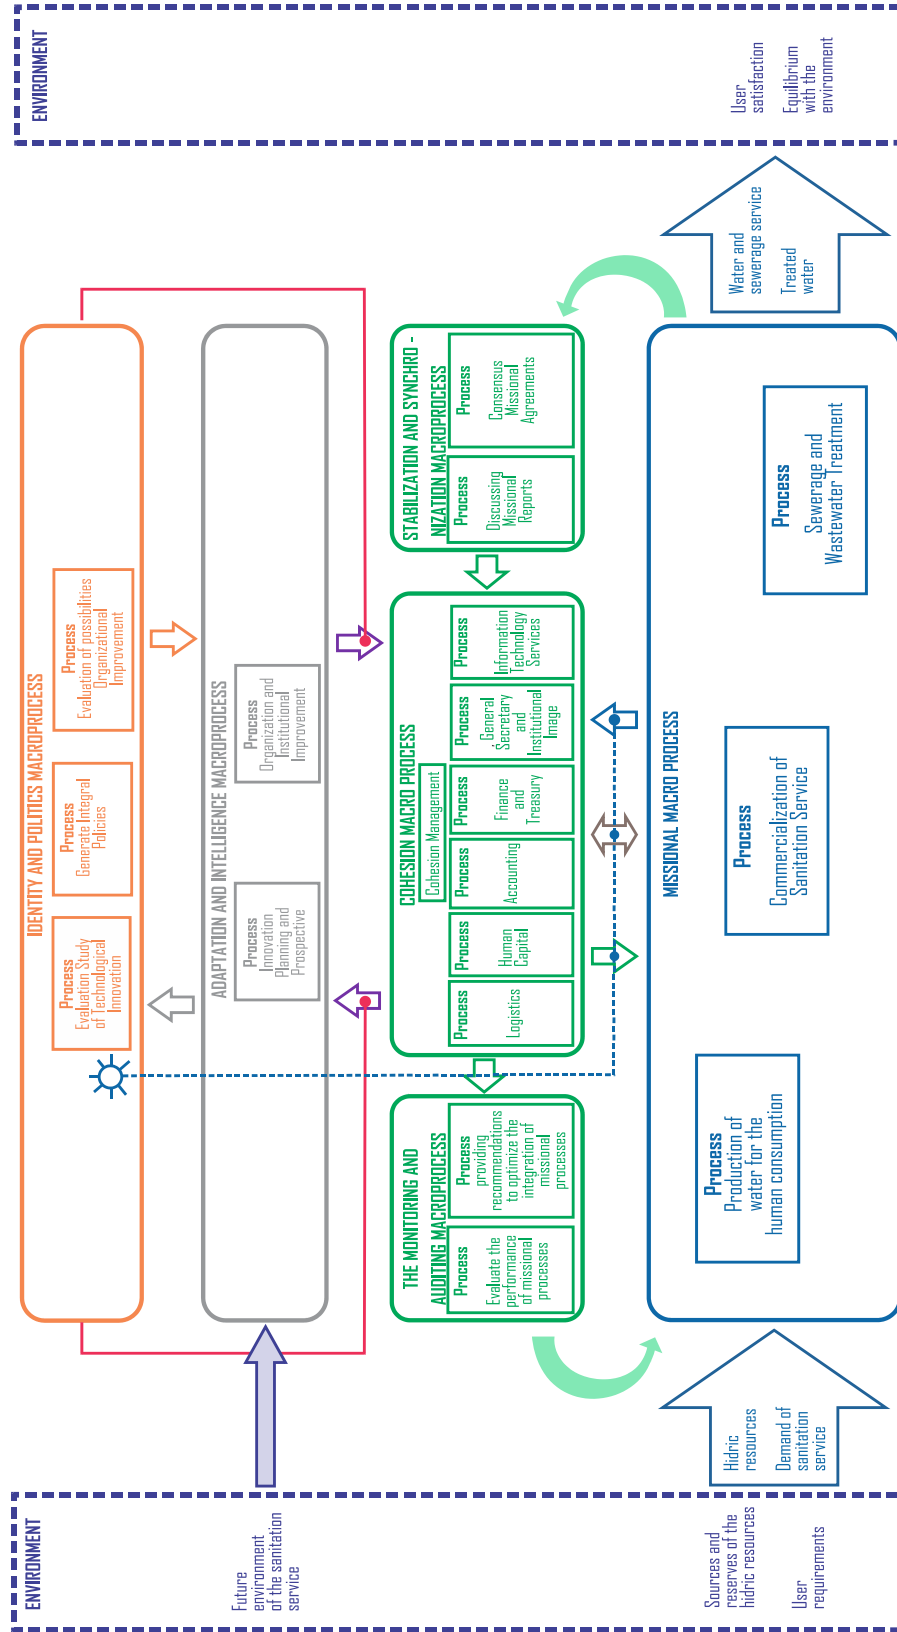 ENVIRONMENT
Future
environment
of the sanitation
service
Sources and
reserves of the
hidric resources
User
requirements
IDENTITY AND POLITICS MACROPROCESS
Process
Evaluation Study
of Technological
Innovation
Process
Generate Integral
Policies
Process
Evaluation of possibilities
Organizational
Improvement
ADAPTATION AND INTELLIGENCE MACROPROCESS
Process
Innovation
Planning and
Prospective
Process
Organization and
Institutional
Improvement
THE MONITORING AND
AUDITING MACROPROCESS
Process
Evaluate the
performance
of missional
processes
Process
providing
recommendations
to optimize the
integration of
missional
processes
COHESION MACRO PROCESS
Cohesion Management
Process
Logistics
Process
Human
Capital
Process
Accounting
Process
Finance
and
Treasury
Process
General
Secretary
and
Institutional
Image
Process
Information
Technology
Services
STABILIZATION AND SYNCHRO -
NIZATION MACROPROCESS
Process
Discussing
Missional
Reports
Process
Consensus
Missional
Agreements
Hidric
resources
Demand of
sanitation
service
MISSIONAL MACRO PROCESS
Process
Production of
water for the
human consumption
Process
Commercialization of
Sanitation Service
Process
Sewerage and
Wastewater Treatment
Water and
sewerage service
Treated
water
ENVIRONMENT
User
satisfaction
Equilibrium
with the
environment